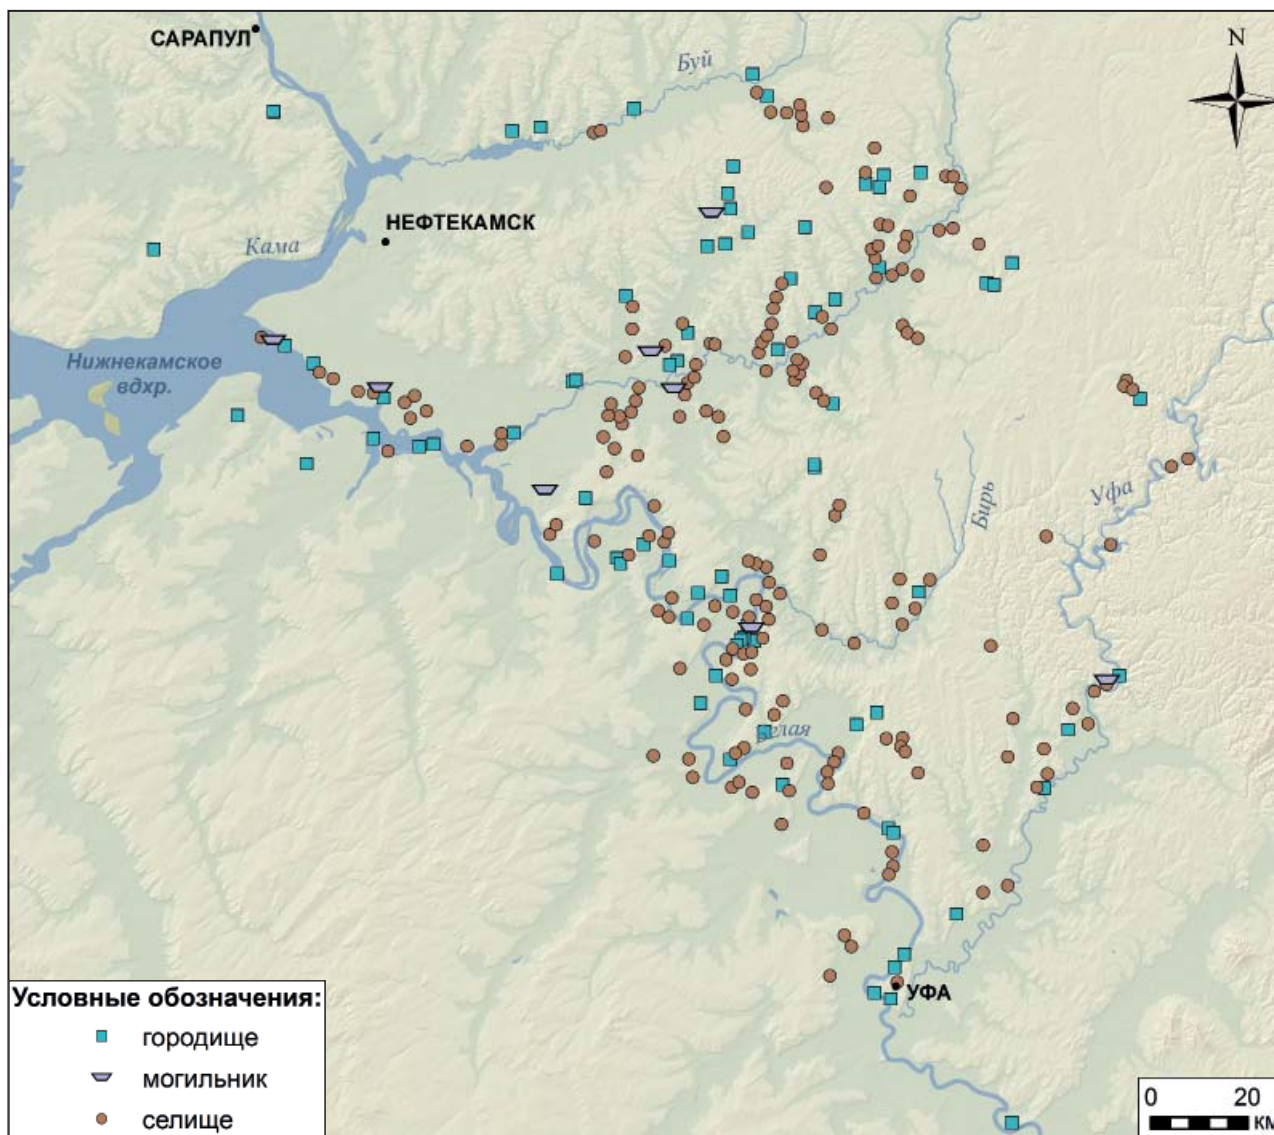 САРАПУЛ
Буй
N
НЕФТЕКАМСК
Кама
Нижнекамское
вдхр.
Бирь
Уфа
Белая
УФА
Условные обозначения:
городище
могильник
селище
0 20
км